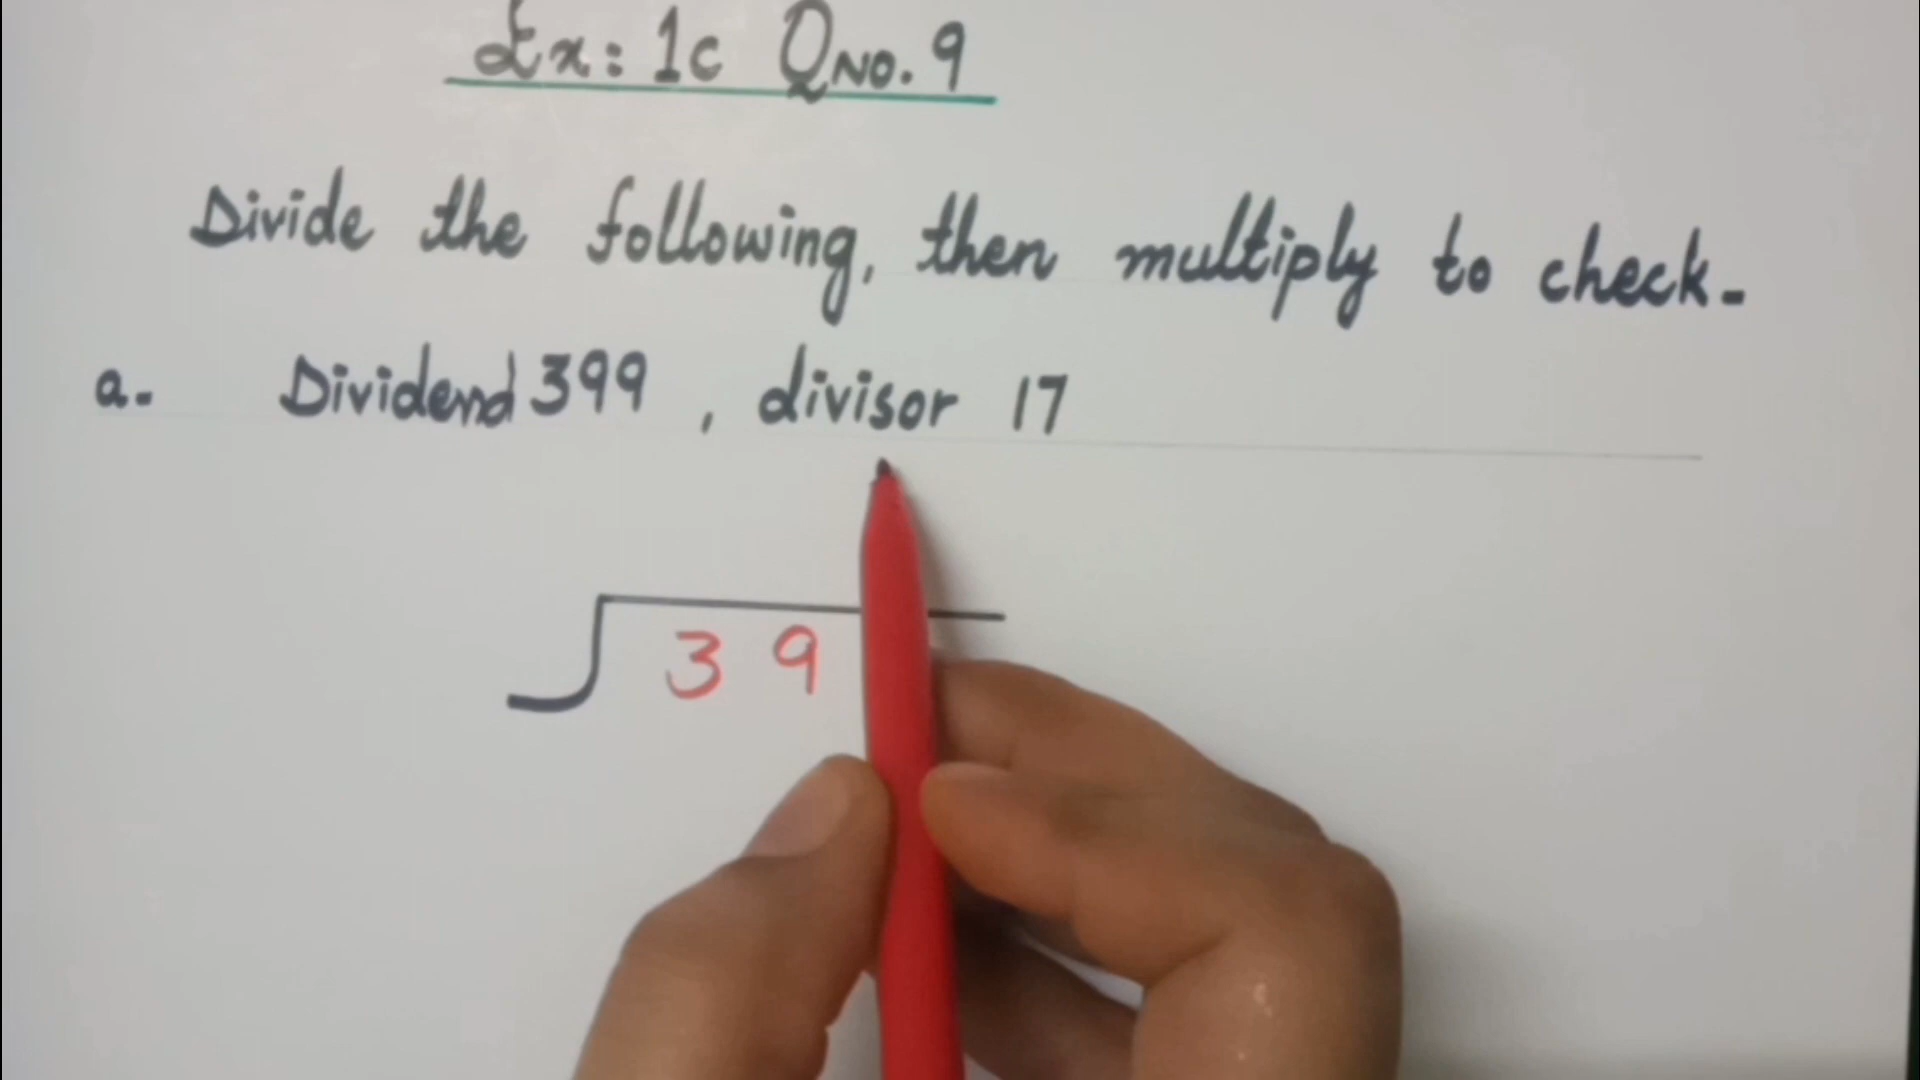 Ex: 1c QNO. 9
Divide the following, then multiply to check.
a. Dividend 399, divisor 17
3 9